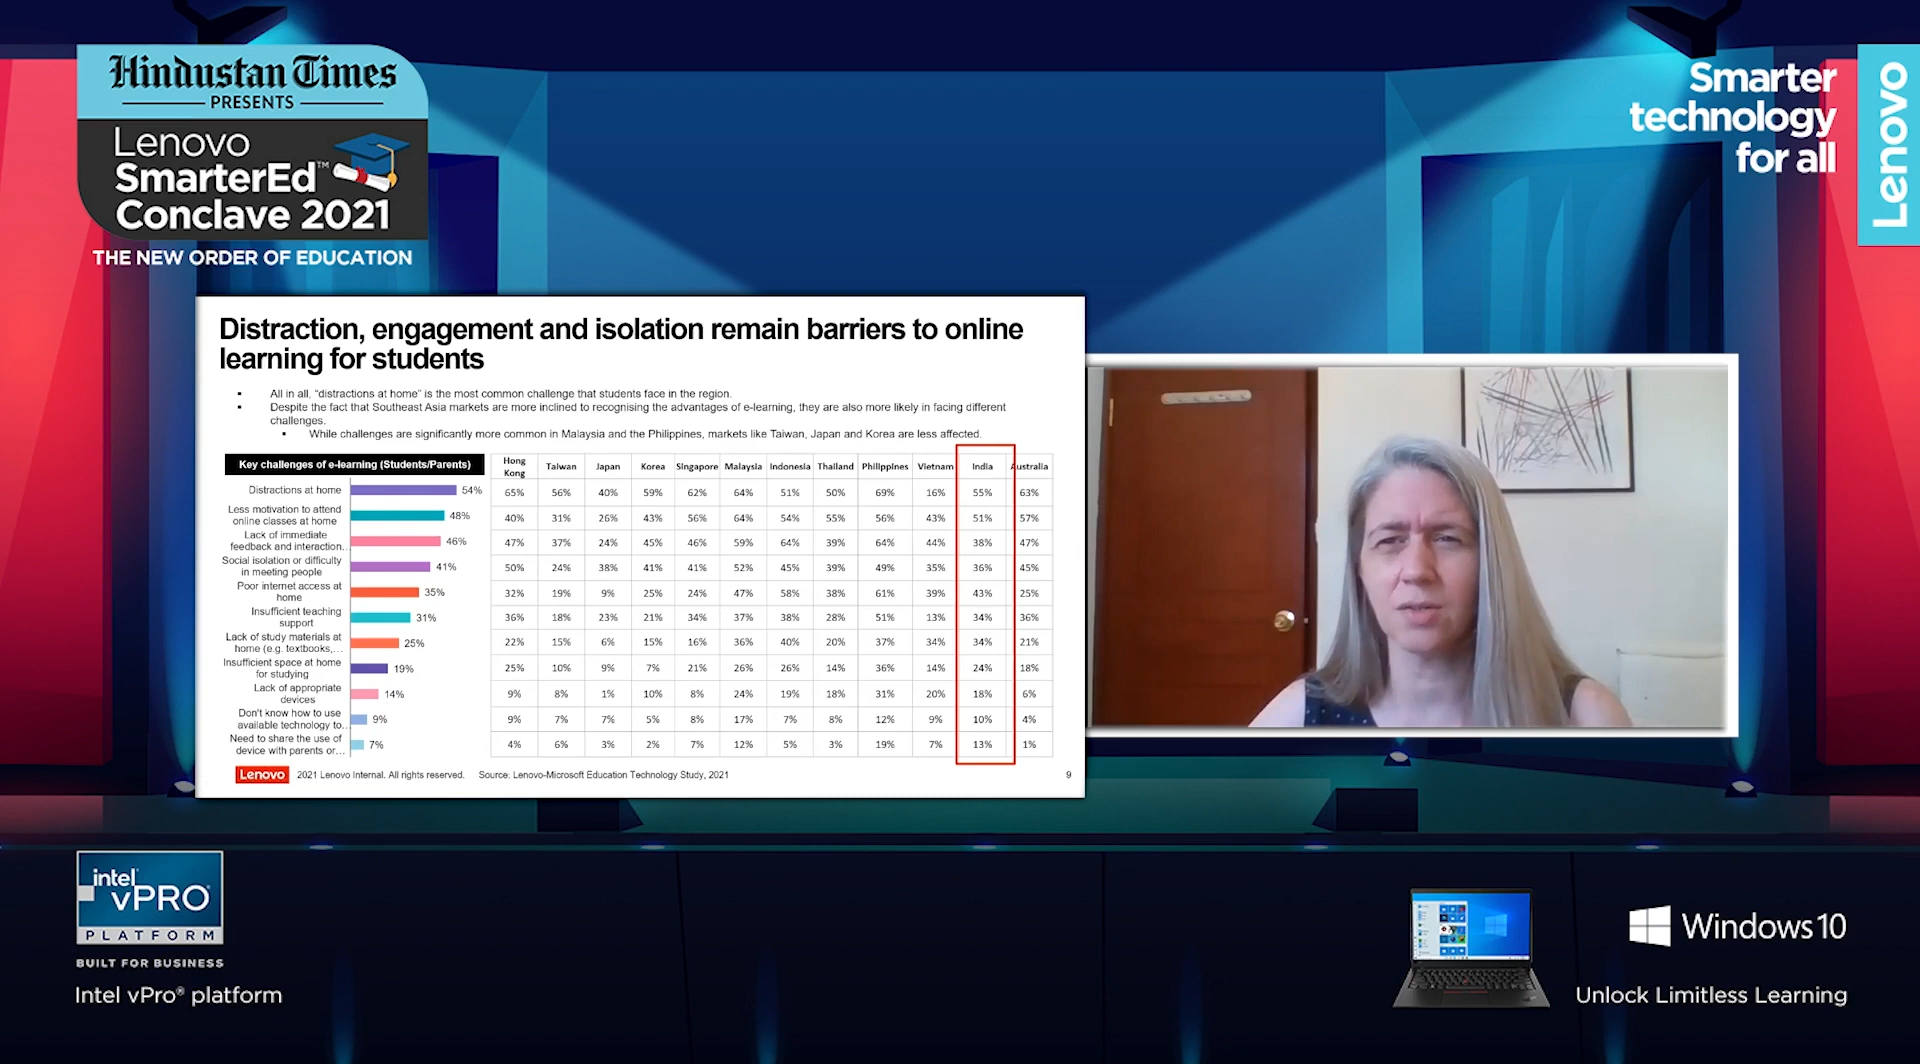 Hindustan Times
PRESENTS
Lenovo
SmarterEd™
Conclave 2021
THE NEW ORDER OF EDUCATION
Smarter
technology
for all
Lenovo
Distraction, engagement and isolation remain barriers to online
learning for students
▪ All in all, "distractions at home" is the most common challenge that students face in the region.
▪ Despite the fact that Southeast Asia markets are more inclined to recognising the advantages of e-learning, they are also more likely in facing different
challenges.
▪ While challenges are significantly more common in Malaysia and the Philippines, markets like Taiwan, Japan and Korea are less affected.
Key challenges of e-learning (Students/Parents) Hong Kong Taiwan Japan Korea Singapore Malaysia Indonesia Thailand Philippines Vietnam India Australia
Distractions at home 54% 65% 56% 40% 59% 62% 64% 51% 50% 69% 16% 55% 63%
Less motivation to attend
online classes at home 48% 40% 31% 26% 43% 56% 64% 54% 55% 56% 43% 51% 57%
Lack of immediate
feedback and interaction... 46% 47% 37% 24% 45% 46% 59% 64% 39% 64% 44% 38% 47%
Social isolation or difficulty
in meeting people 41% 50% 24% 38% 41% 41% 52% 45% 39% 49% 35% 36% 45%
Poor internet access at
home 35% 32% 19% 9% 25% 24% 47% 58% 38% 61% 39% 43% 25%
Insufficient teaching
support 31% 36% 18% 23% 21% 34% 37% 38% 28% 51% 13% 34% 36%
Lack of study materials at
home (e.g. textbooks,... 25% 22% 15% 6% 15% 16% 36% 40% 20% 37% 34% 34% 21%
Insufficient space at home
for studying 19% 25% 10% 9% 7% 21% 26% 26% 14% 36% 14% 24% 18%
Lack of appropriate
devices 14% 9% 8% 1% 10% 8% 24% 19% 18% 31% 20% 18% 6%
Don't know how to use
available technology to.. 9% 9% 7% 7% 5% 8% 17% 7% 8% 12% 9% 10% 4%
Need to share the use of
device with parents or... 7% 4% 6% 3% 2% 7% 12% 5% 3% 19% 7% 13% 1%
Lenovo 2021 Lenovo Internal. All rights reserved. Source: Lenovo-Microsoft Education Technology Study, 2021 9
intel
vPRO
PLATFORM
BUILT FOR BUSINESS
Intel vPro® platform
Windows 10
Unlock Limitless Learning